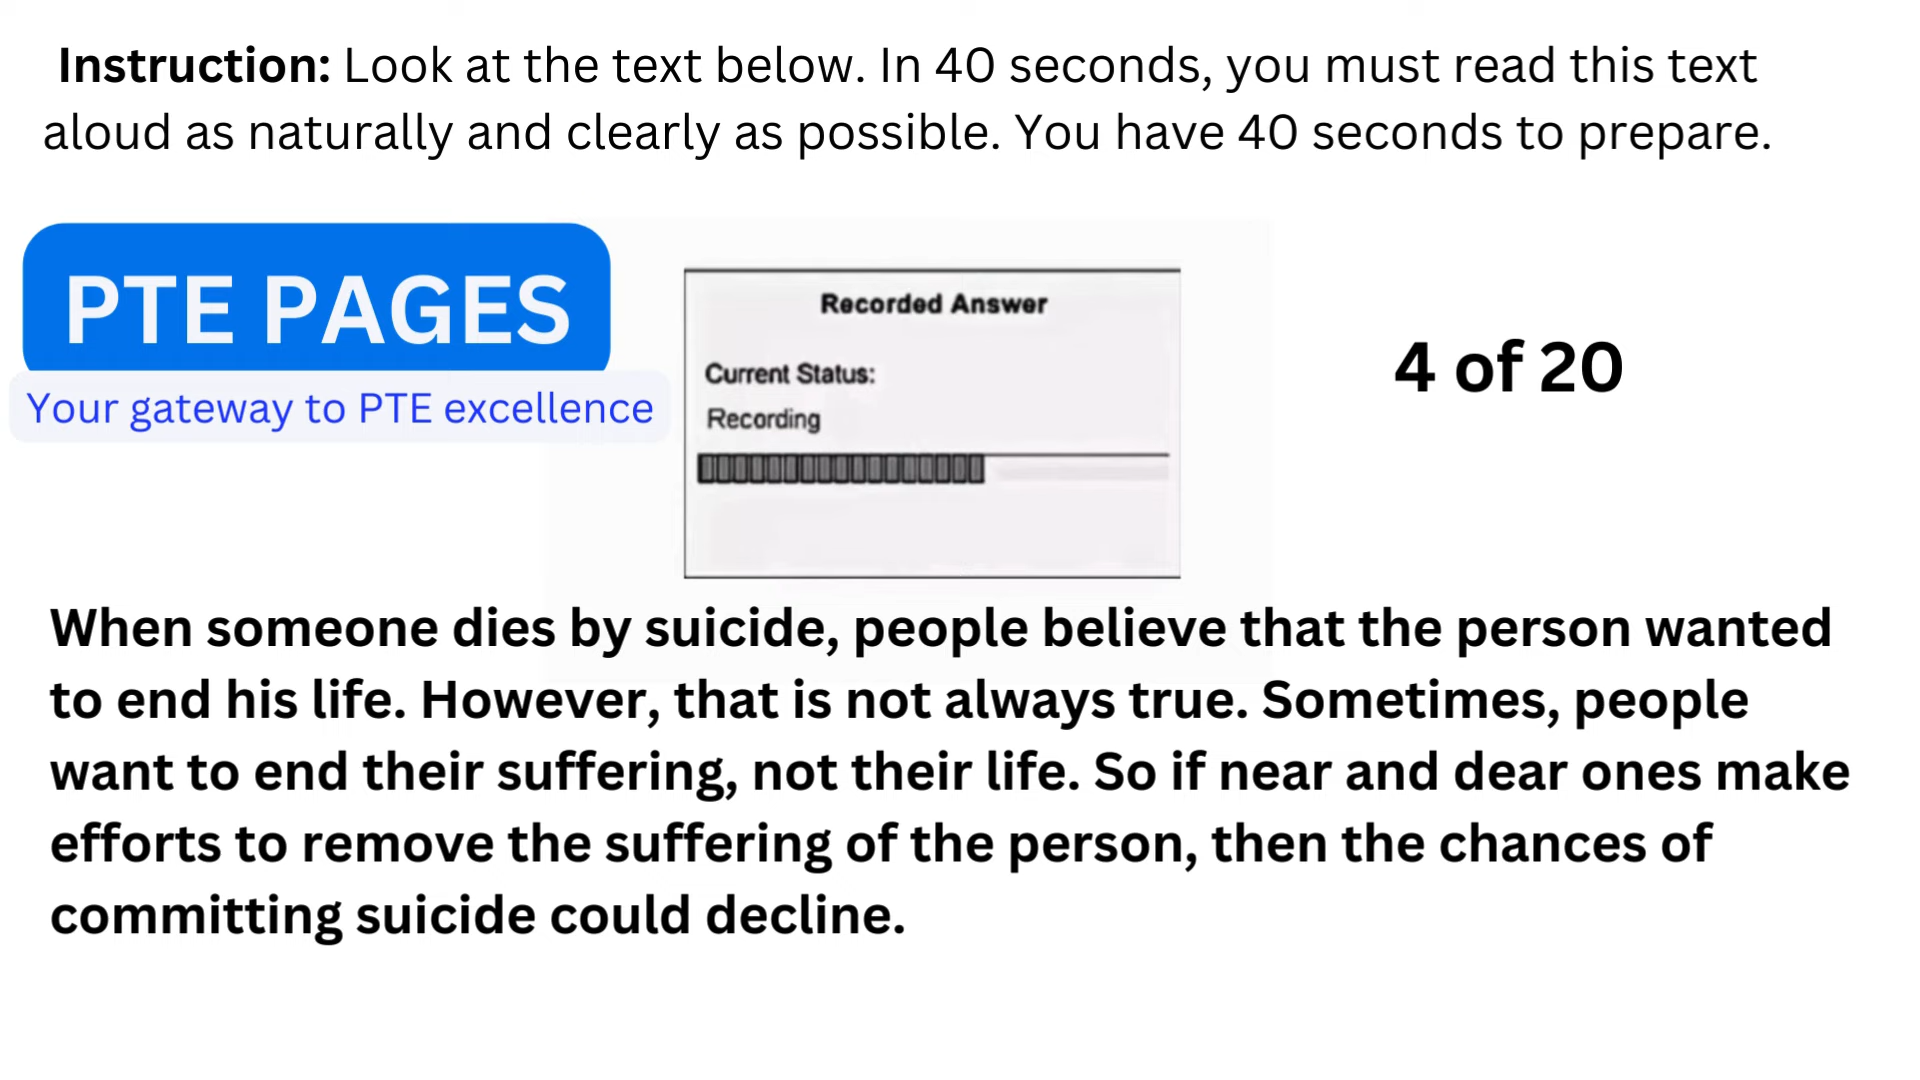 Instruction: Look at the text below. In 40 seconds, you must read this text
aloud as naturally and clearly as possible. You have 40 seconds to prepare.
PTE PAGES
Your gateway to PTE excellence
Recorded Answer
Current Status:
Recording
4 of 20
When someone dies by suicide, people believe that the person wanted
to end his life. However, that is not always true. Sometimes, people
want to end their suffering, not their life. So if near and dear ones make
efforts to remove the suffering of the person, then the chances of
committing suicide could decline.